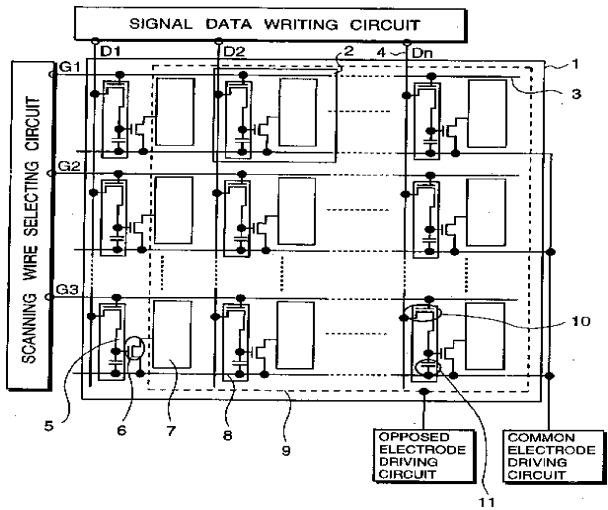 SIGNAL DATA WRITING CIRCUIT
D1 D2 2 4 Dn
1
G1
3
SCANNING WIRE SELECTING CIRCUIT
G2
G3
10
5 6 7 8 9
OPPOSED
ELECTRODE
DRIVING
CIRCUIT
COMMON
ELECTRODE
DRIVING
CIRCUIT
11